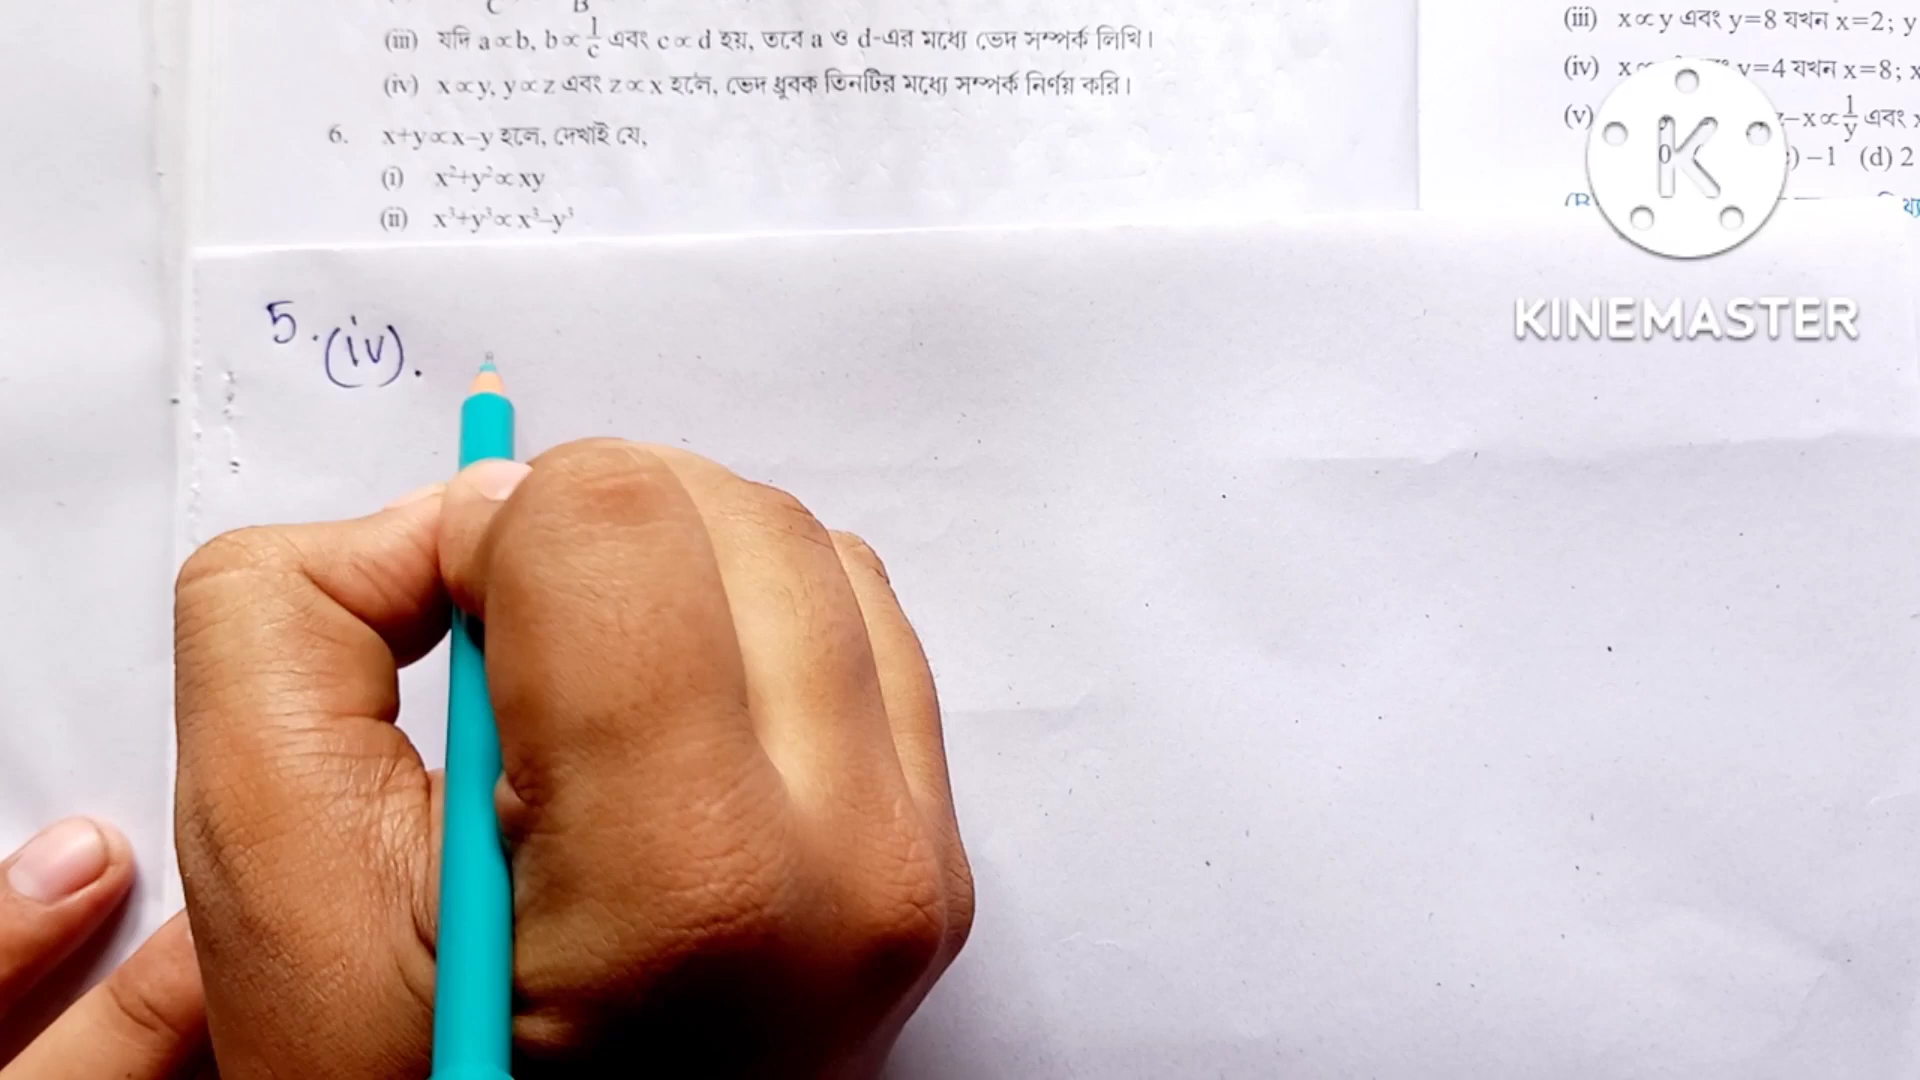 C B
(iii) যদি a∝b, b∝1/c এবং c∝d হয়, তবে a ও d-এর মধ্যে ভেদ সম্পর্ক লিখি।
(iv) x∝y, y∝z এবং z∝x হলে, ভেদ ধ্রুবক তিনটির মধ্যে সম্পর্ক নির্ণয় করি।
6. x+y∝x–y হলে, দেখাই যে,
(i) x²+y²∝xy
(ii) x³+y³∝x³–y³
(iii) x∝y এবং y=8 যখন x=2; y
(iv) x∝ y=4 যখন x=8; x
(v) z–x∝1/y এবং
–1 (d) 2
KINEMASTER
5. (iv).